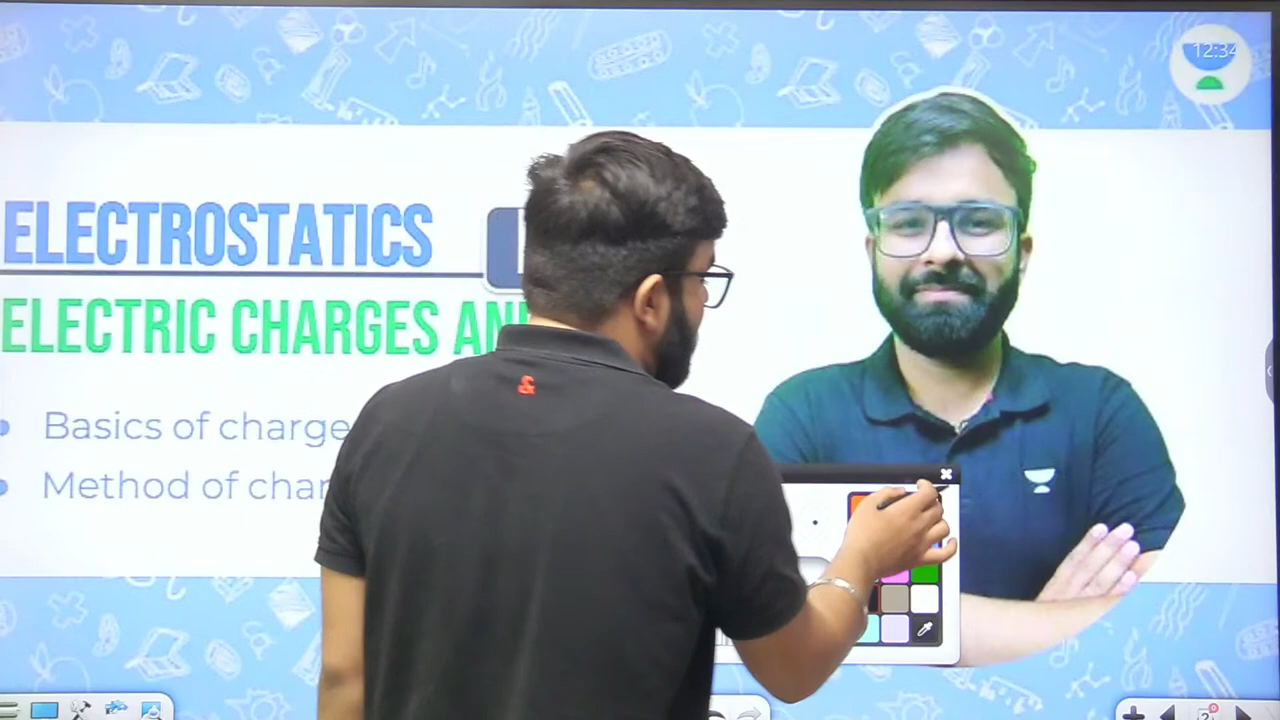 12:34
ELECTROSTATICS
ELECTRIC CHARGES AN
Basics of charge
Method of char